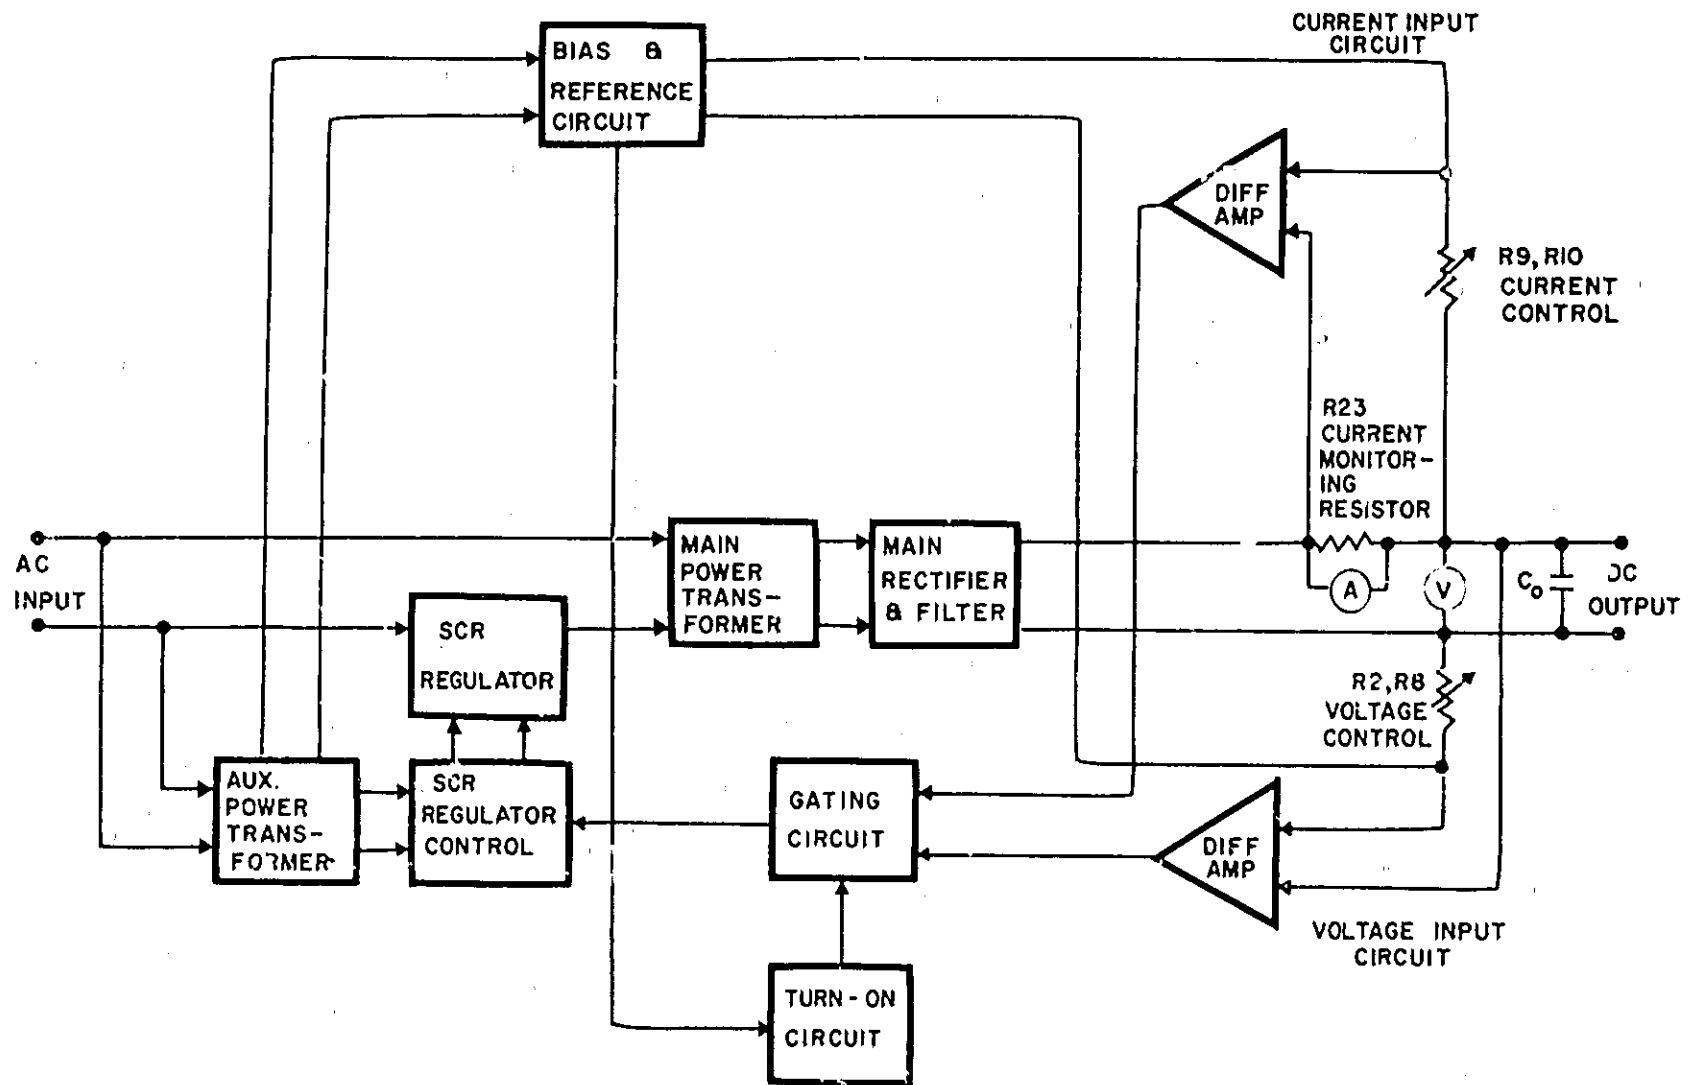 CURRENT INPUT
CIRCUIT
BIAS &
REFERENCE
CIRCUIT
DIFF
AMP
R9, R10
CURRENT
CONTROL
R23
CURRENT
MONITOR-
ING
RESISTOR
AC
INPUT
MAIN
POWER
TRANS-
FORMER
MAIN
RECTIFIER
& FILTER
A
V
Co
DC
OUTPUT
SCR
REGULATOR
R2, R8
VOLTAGE
CONTROL
AUX.
POWER
TRANS-
FORMER
SCR
REGULATOR
CONTROL
GATING
CIRCUIT
DIFF
AMP
VOLTAGE INPUT
CIRCUIT
TURN-ON
CIRCUIT